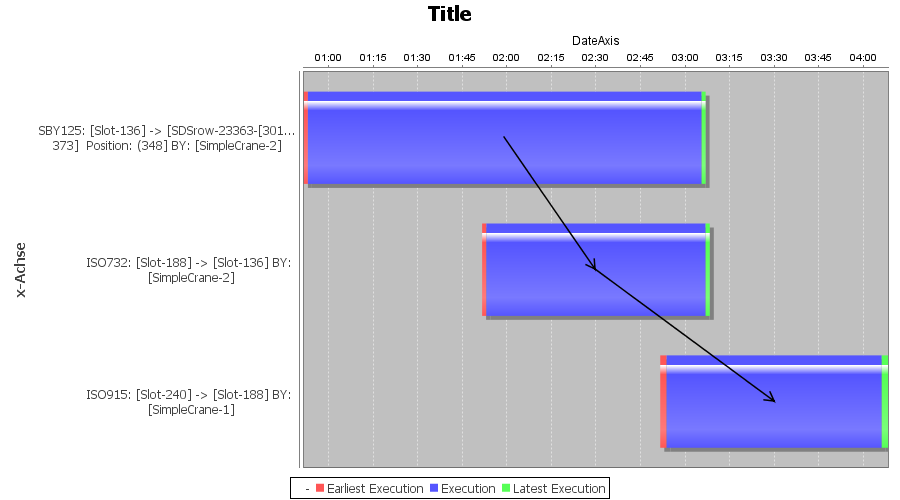 Title
DateAxis
01:00 01:15 01:30 01:45 02:00 02:15 02:30 02:45 03:00 03:15 03:30 03:45 04:00
x-Achse
SBY125: [Slot-136] -> [SDSrow-23363-[301...
373] Position: (348] BY: [SimpleCrane-2]
ISO732: [Slot-188] -> [Slot-136] BY:
[SimpleCrane-2]
ISO915: [Slot-240] -> [Slot-188] BY:
[SimpleCrane-1]
- Earliest Execution Execution Latest Execution